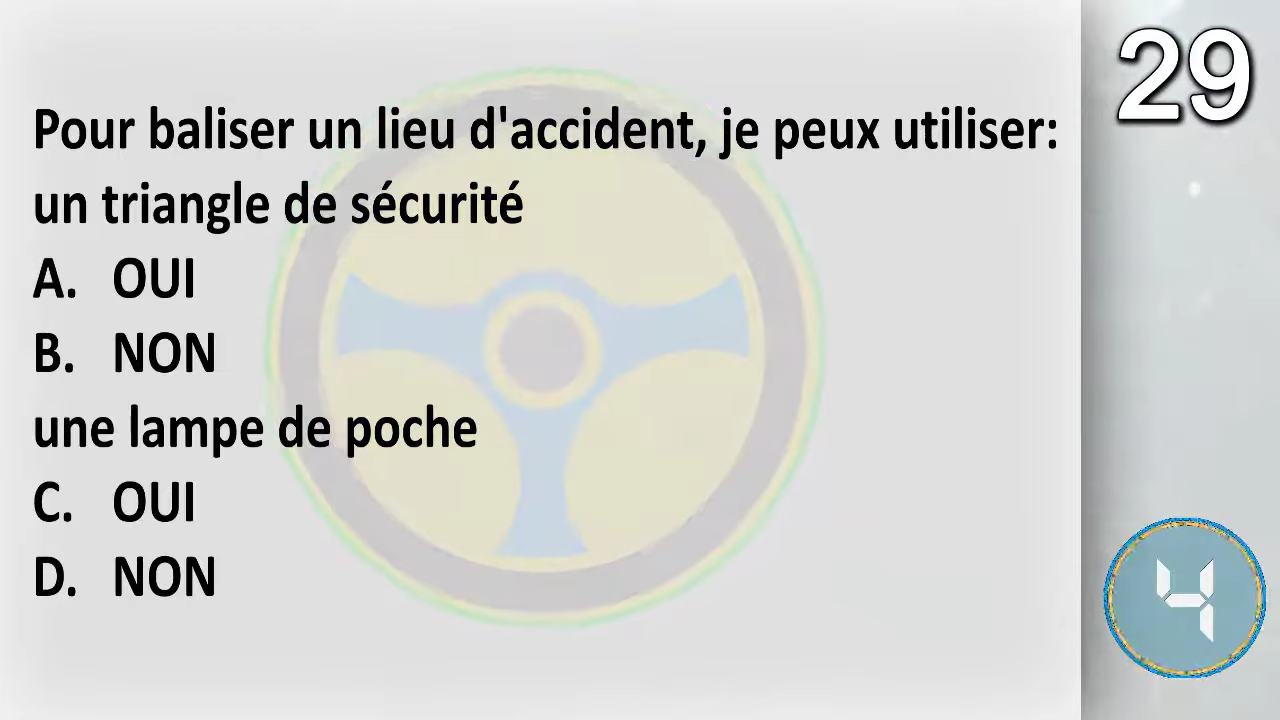 29
Pour baliser un lieu d'accident, je peux utiliser:
un triangle de sécurité
A. OUI
B. NON
une lampe de poche
C. OUI
D. NON
4